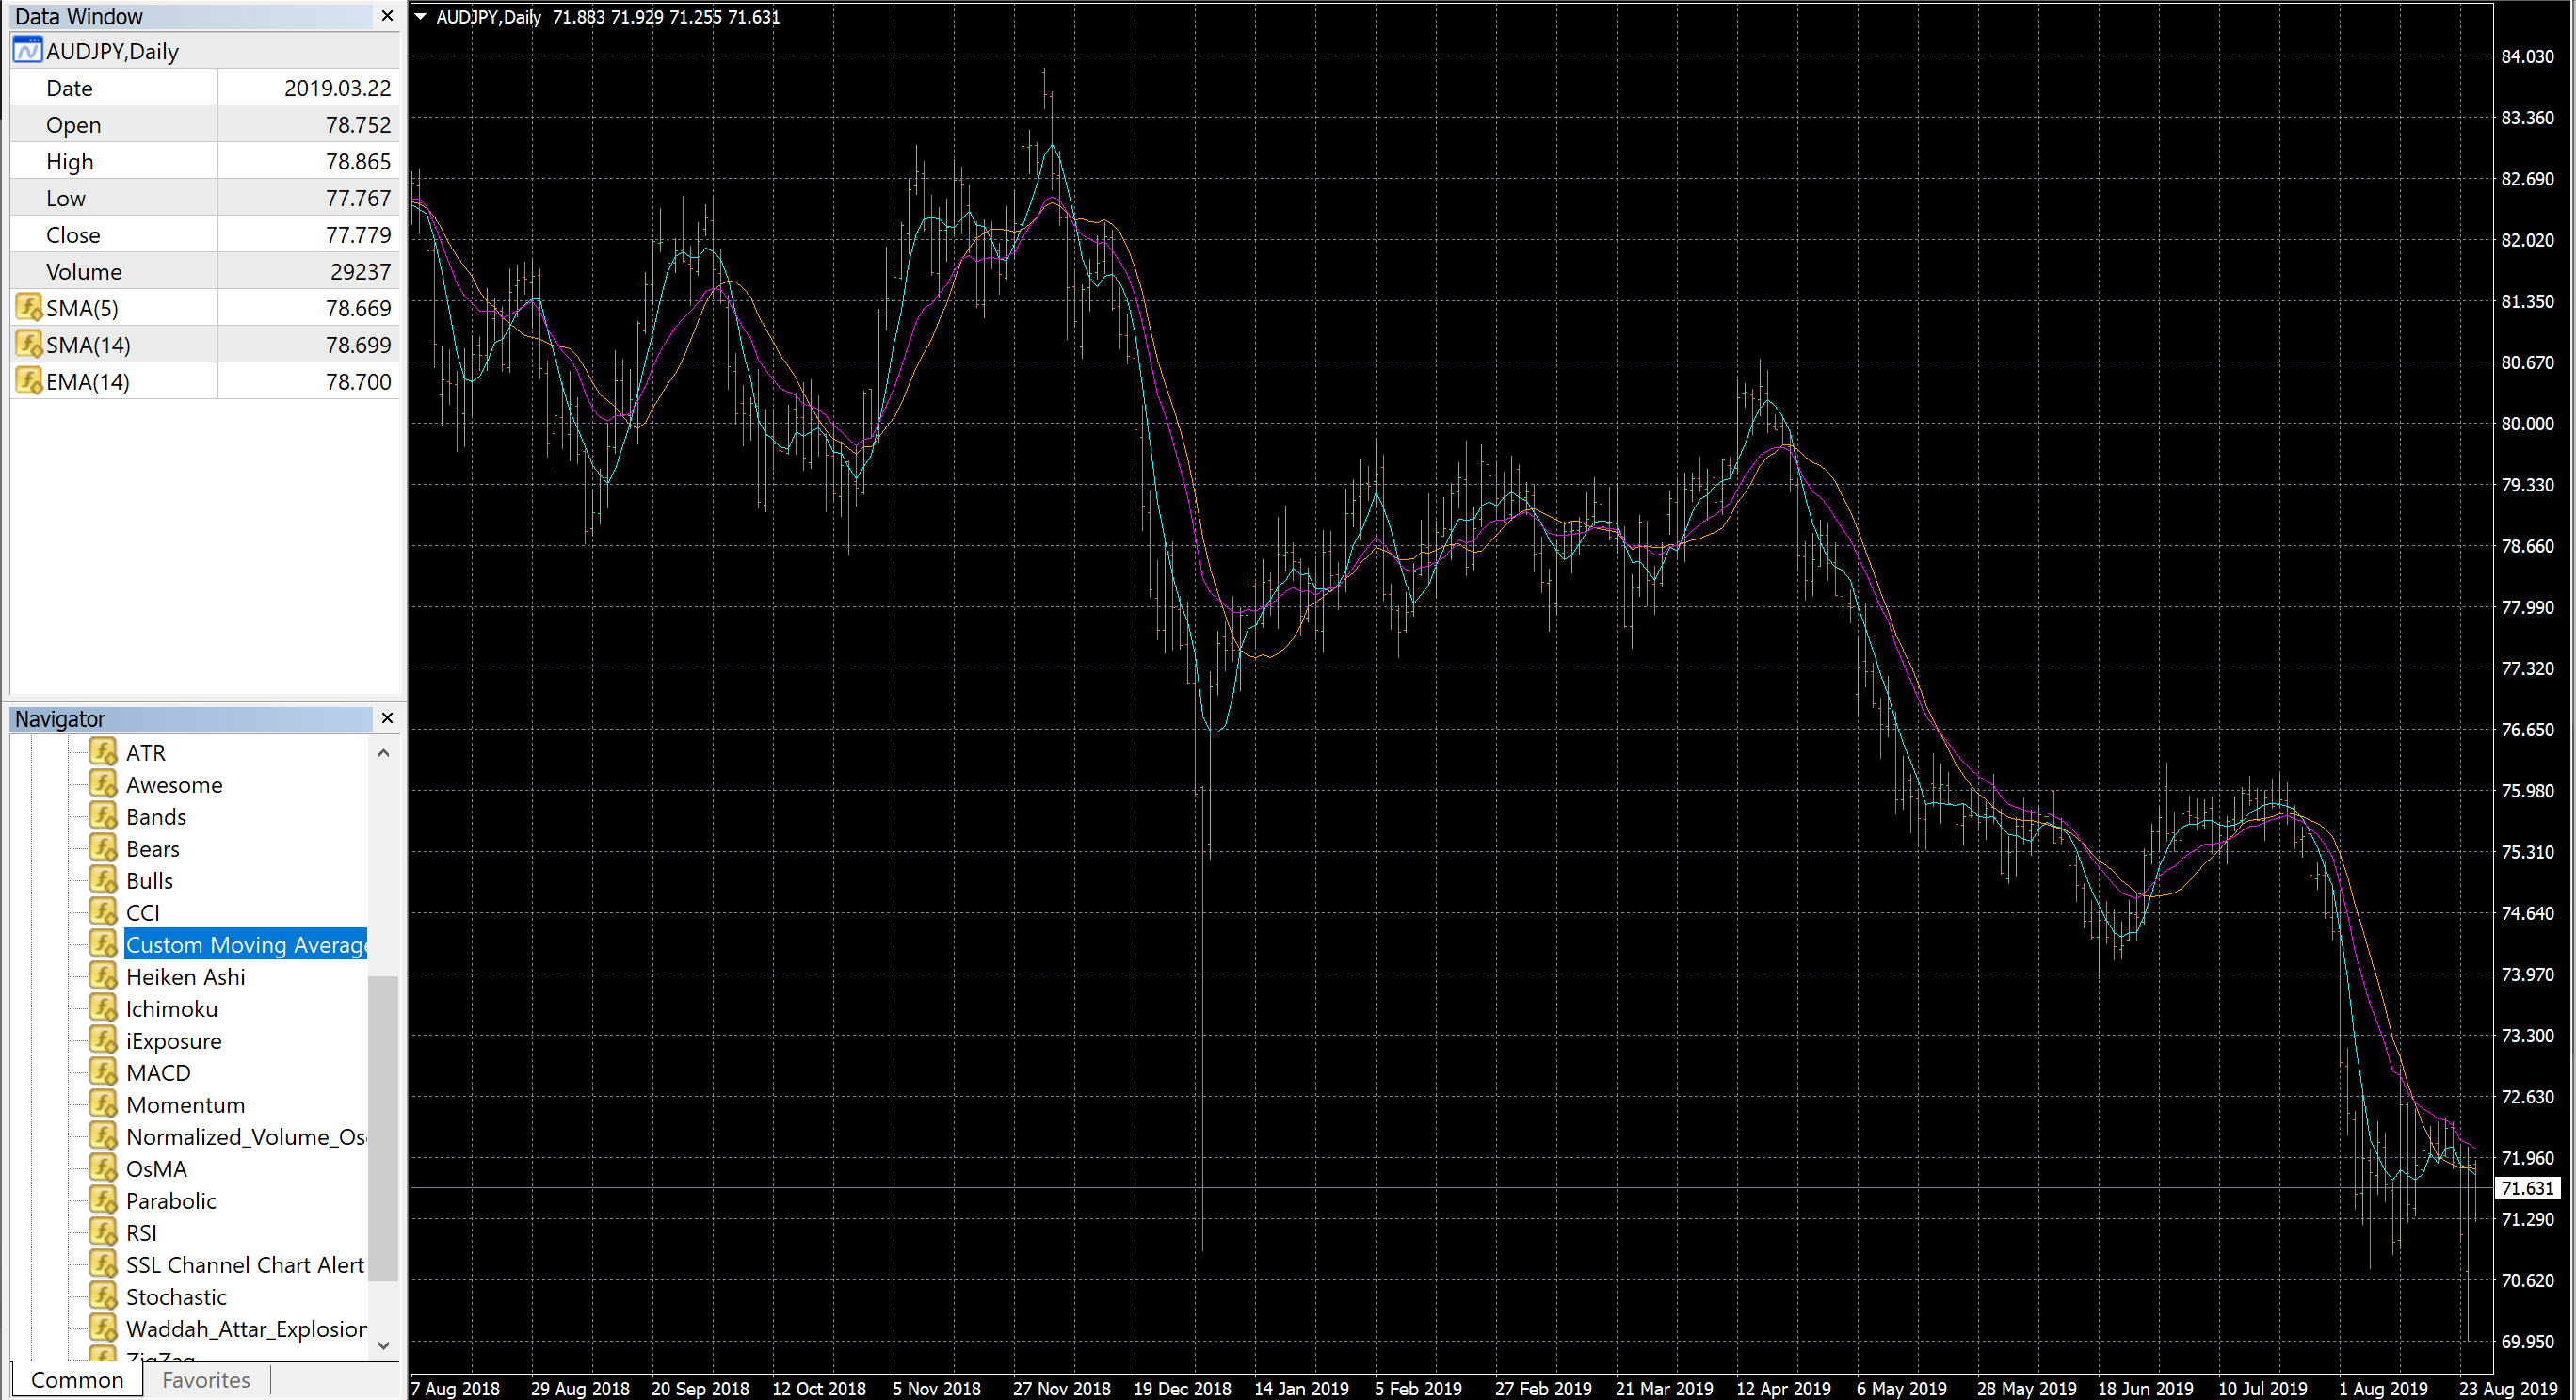 Data Window
AUDJPY,Daily
Date 2019.03.22
Open 78.752
High 78.865
Low 77.767
Close 77.779
Volume 29237
SMA(5) 78.669
SMA(14) 78.699
EMA(14) 78.700
Navigator
ATR
Awesome
Bands
Bears
Bulls
CCI
Custom Moving Average
Heiken Ashi
Ichimoku
iExposure
MACD
Momentum
Normalized_Volume_Os
OsMA
Parabolic
RSI
SSL Channel Chart Alert
Stochastic
Waddah_Attar_Explosion
ZigZag
Common Favorites
AUDJPY,Daily 71.883 71.929 71.255 71.631
84.030
83.360
82.690
82.020
81.350
80.670
80.000
79.330
78.660
77.990
77.320
76.650
75.980
75.310
74.640
73.970
73.300
72.630
71.960
71.631
71.290
70.620
69.950
7 Aug 2018 29 Aug 2018 20 Sep 2018 12 Oct 2018 5 Nov 2018 27 Nov 2018 19 Dec 2018 14 Jan 2019 5 Feb 2019 27 Feb 2019 21 Mar 2019 12 Apr 2019 6 May 2019 28 May 2019 18 Jun 2019 10 Jul 2019 1 Aug 2019 23 Aug 2019